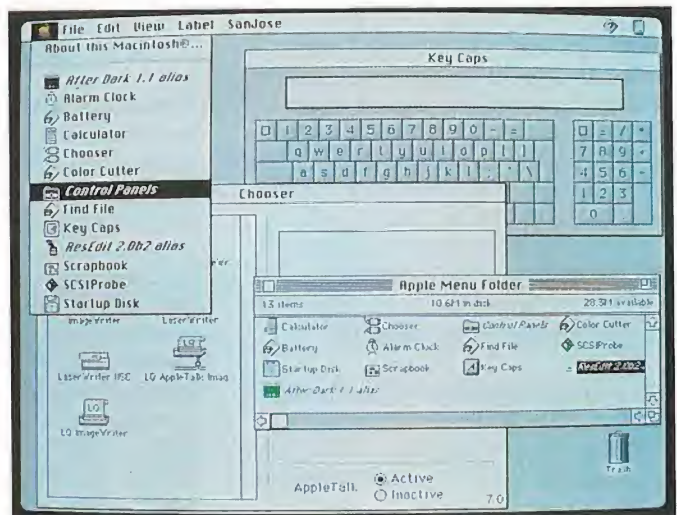 File Edit View Label SanJose
About this Macintosh®...
After Dark 1.1 alias
Alarm Clock
Battery
Calculator
Chooser
Color Cutter
Control Panels
Find File
Key Caps
ResEdit 2.0b2 alias
Scrapbook
SCSIProbe
Startup Disk
Key Caps
1 2 3 4 5 6 7 8 9 0 - =
q w e r t y u i o p [ ]
a s d f g h j k l ; ' \
= / *
7 8 9 +
4 5 6 -
1 2 3
0
Chooser
ImageWriter
LaserWriter
LaserWriter IISC
LQ AppleTalk Imag
LQ
LQ
LQ ImageWriter
Apple Menu Folder
13 items
10.6M in disk
28.3M available
Calculator
Chooser
Control Panels
Color Cutter
Battery
Alarm Clock
Find File
SCSIProbe
Startup Disk
Scrapbook
Key Caps
ResEdit 2.0b2
After Dark 1.1 alias
Trash
AppleTalk
Active
Inactive
7.0